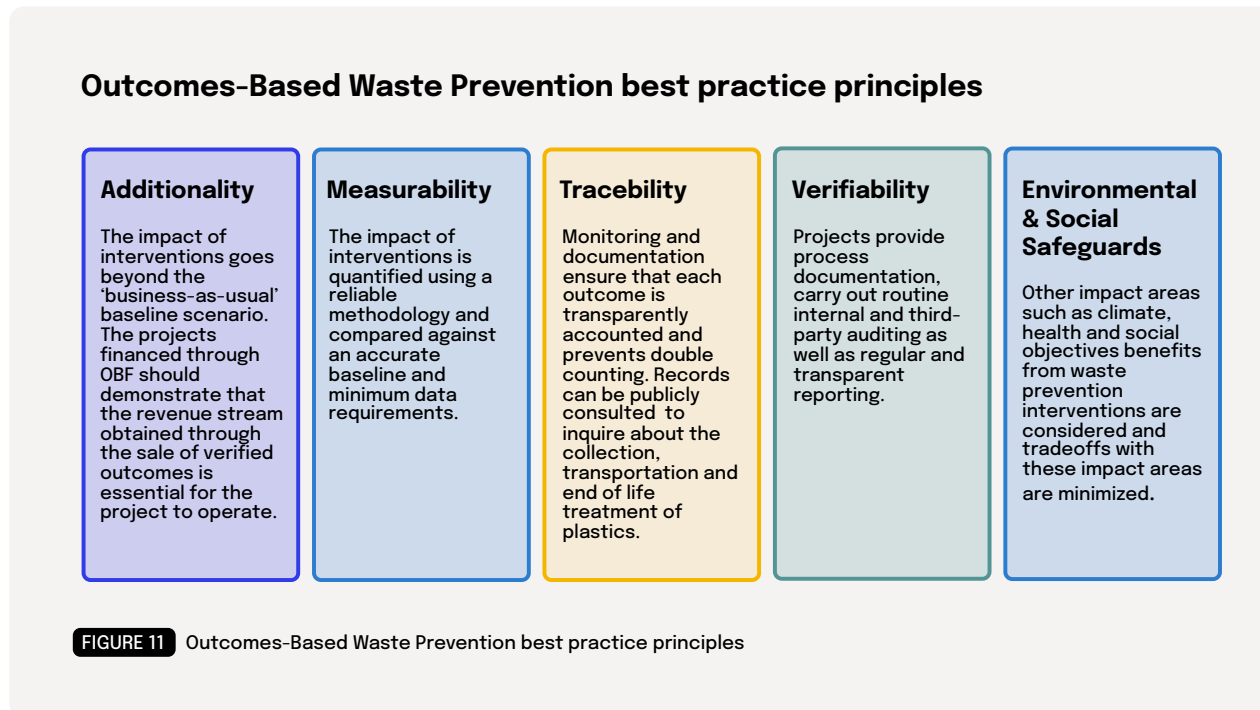 Outcomes-Based Waste Prevention best practice principles
Additionality
The impact of
interventions goes
beyond the
‘business-as-usual’
baseline scenario.
The projects
financed through
OBF should
demonstrate that
the revenue stream
obtained through
the sale of verified
outcomes is
essential for the
project to operate.
Measurability
The impact of
interventions is
quantified using a
reliable
methodology and
compared against
an accurate
baseline and
minimum data
requirements.
Tracebility
Monitoring and
documentation
ensure that each
outcome is
transparently
accounted and
prevents double
counting. Records
can be publicly
consulted  to
inquire about the
collection,
transportation and
end of life
treatment of
plastics.
Verifiability
Projects provide
process
documentation,
carry out routine
internal and third-
party auditing as
well as regular and
transparent
reporting.
Environmental
& Social
Safeguards
Other impact areas
such as climate,
health and social
objectives benefits
from waste
prevention
interventions are
considered and
tradeoffs with
these impact areas
are minimized.
FIGURE 11 Outcomes-Based Waste Prevention best practice principles